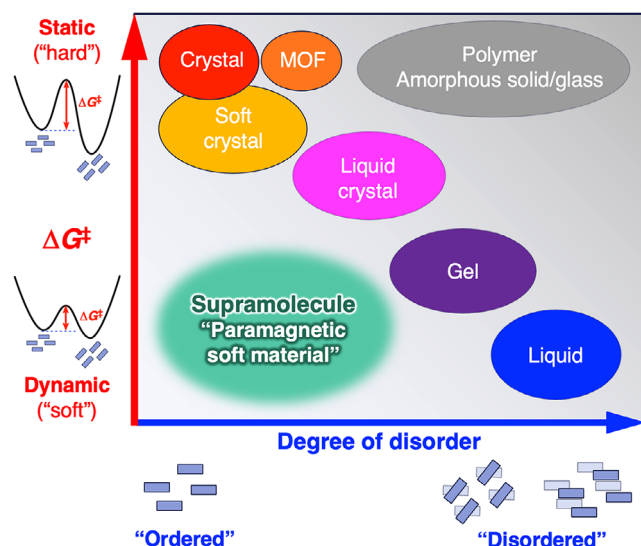 Static
("hard")
ΔG‡
ΔG‡
ΔG‡
Dynamic
("soft")
Crystal
MOF
Polymer
Amorphous solid/glass
Soft
crystal
Liquid
crystal
Gel
Supramolecule
“Paramagnetic
soft material”
Liquid
Degree of disorder
“Ordered”
“Disordered”